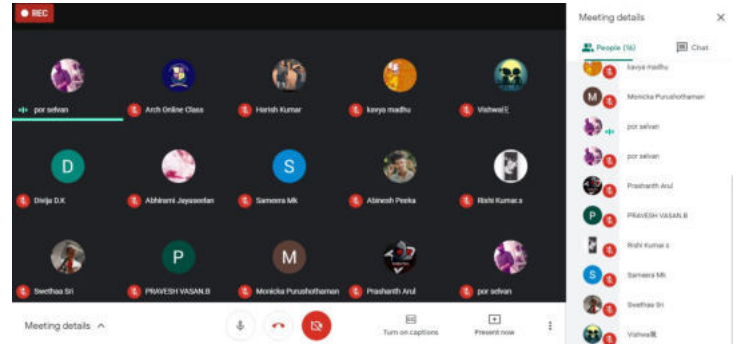 REC
Meeting details
People (16)
Chat
por selvan
Arch Online Class
Harish Kumar
kavya madhu
Vishwa
Divija D.K
Abhirami Jayaseelan
Sameera Mk
Abinesh Peeka
Rishi Kumar.s
Swethaa Sri
PRAVESH VASAN.B
Monicka Purushothaman
Prashanth Arul
por selvan
D
S
P
M
kavya madhu
M
Monicka Purushothaman
por selvan
por selvan
Prashanth Arul
P
PRAVESH VASAN.B
Rishi Kumar.s
S
Sameera Mk
Swethaa Sri
Vishwa
Meeting details
Turn on captions
Present now